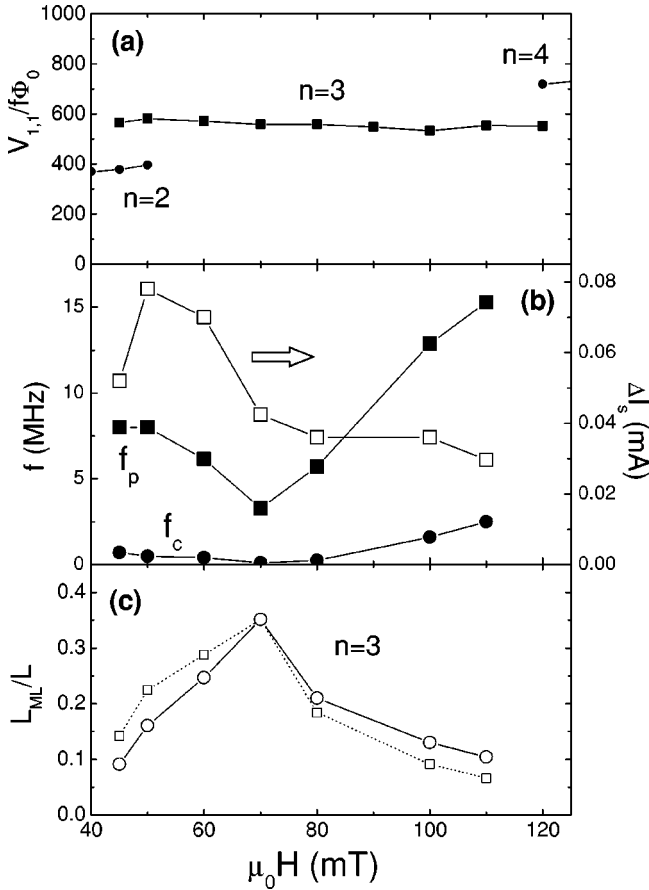 1000
800
600
400
200
0
V1,1/fΦ0
(a)
n=2
n=3
n=4
15
10
5
0
f (MHz)
(b)
fp
fc
0.08
0.06
0.04
0.02
0.00
ΔIs (mA)
0.4
0.3
0.2
0.1
0.0
LML/L
(c)
n=3
40 60 80 100 120
μ0H (mT)